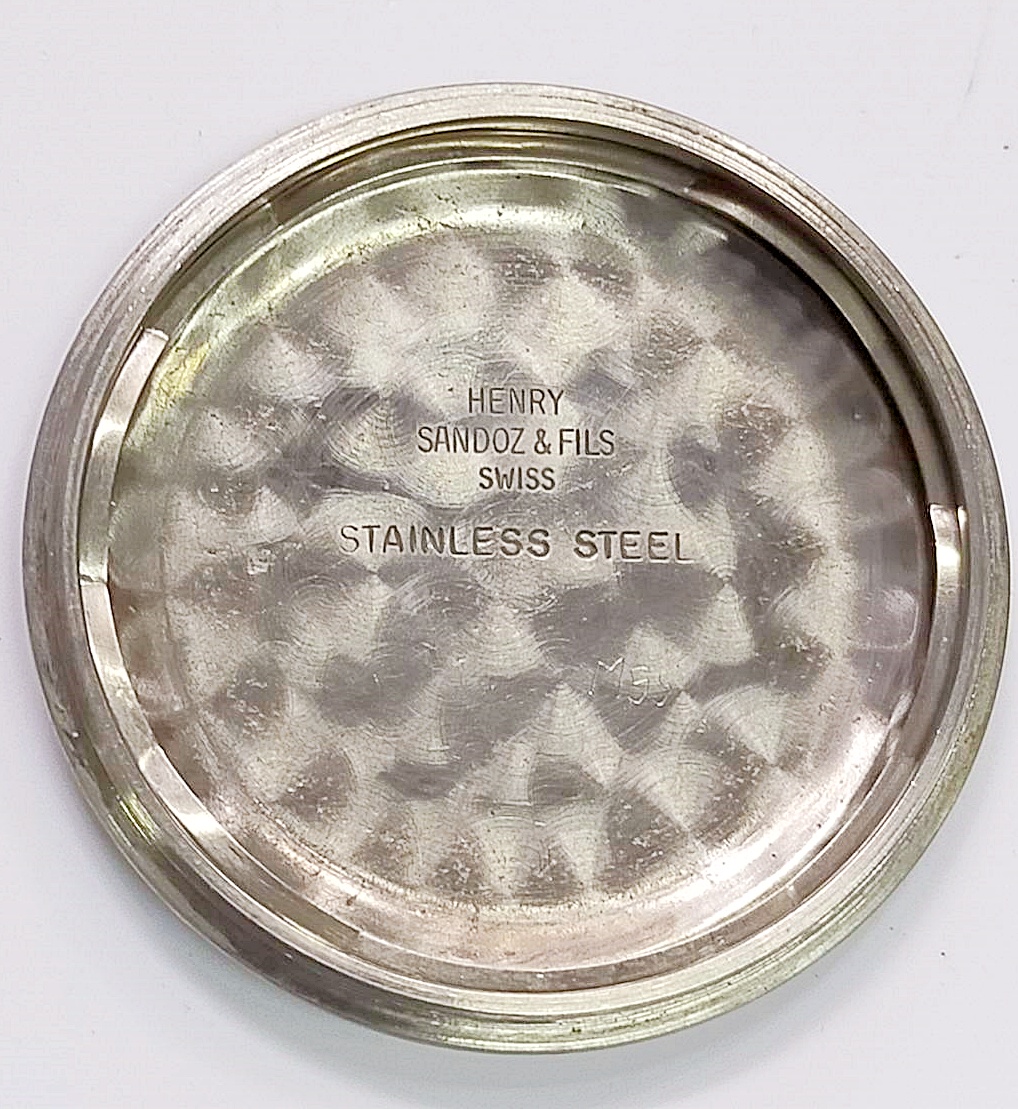 HENRY
SANDOZ & FILS
SWISS
STAINLESS STEEL